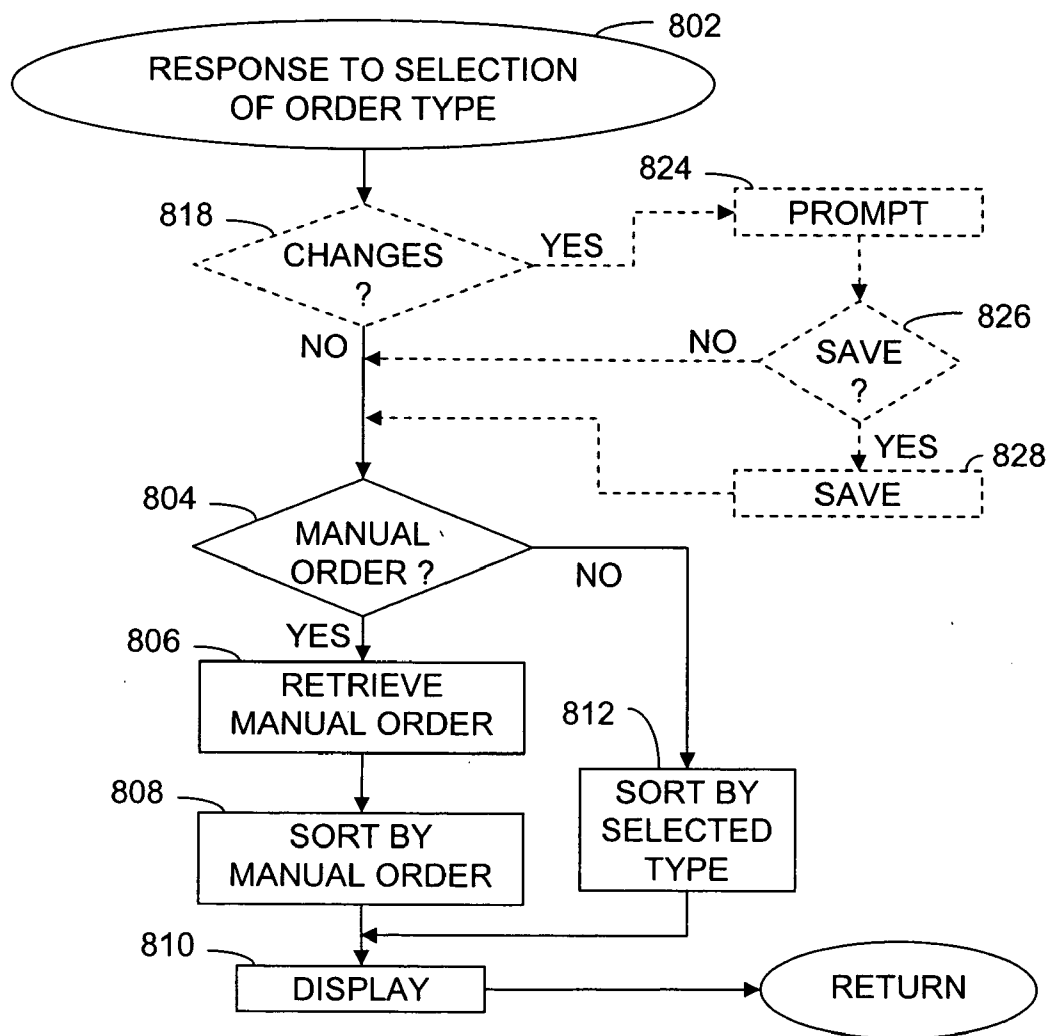 802
RESPONSE TO SELECTION
OF ORDER TYPE
824
818
PROMPT
YES
CHANGES
?
826
NO
NO
SAVE
?
YES
828
SAVE
804
MANUAL
ORDER ?
NO
YES
806
RETRIEVE
MANUAL ORDER
812
808
SORT BY
SELECTED
TYPE
SORT BY
MANUAL ORDER
810
DISPLAY
RETURN